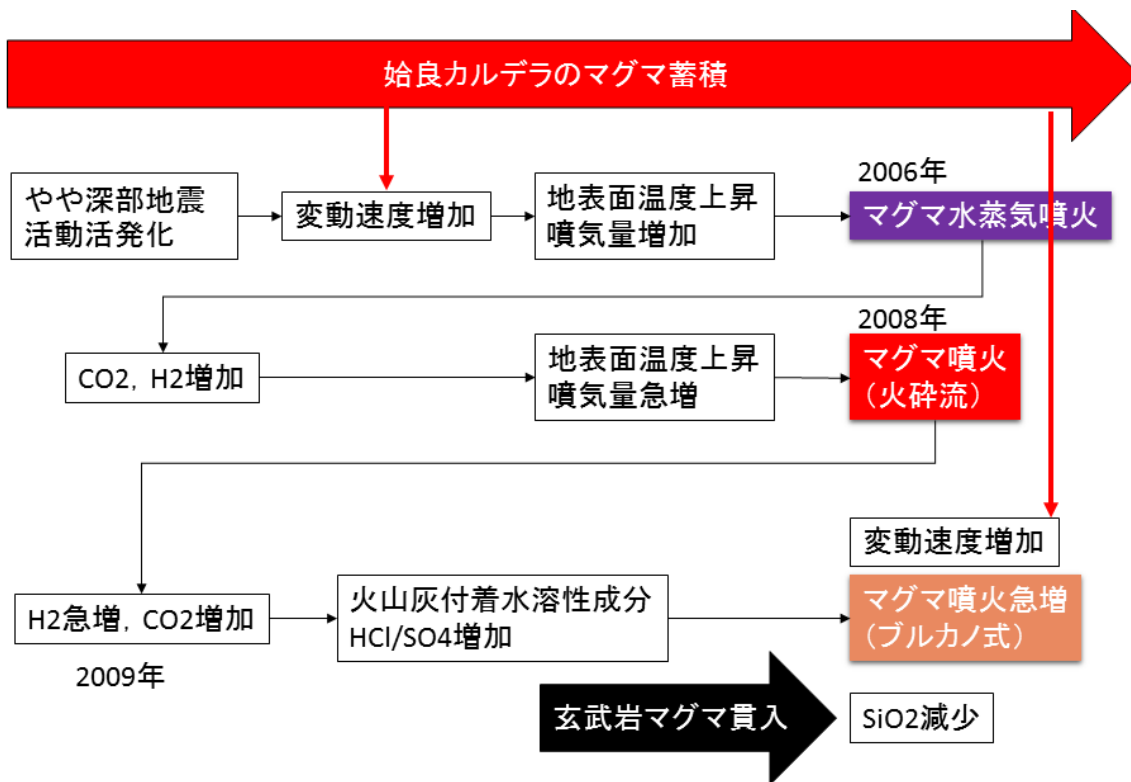 姶良カルデラのマグマ蓄積
やや深部地震
活動活発化
変動速度増加
地表面温度上昇
噴気量増加
2006年
マグマ水蒸気噴火
CO2, H2増加
地表面温度上昇
噴気量急増
2008年
マグマ噴火
(火砕流)
変動速度増加
H2急増, CO2増加
2009年
火山灰付着水溶性成分
HCl/SO4増加
マグマ噴火急増
(ブルカノ式)
玄武岩マグマ貫入
SiO2減少